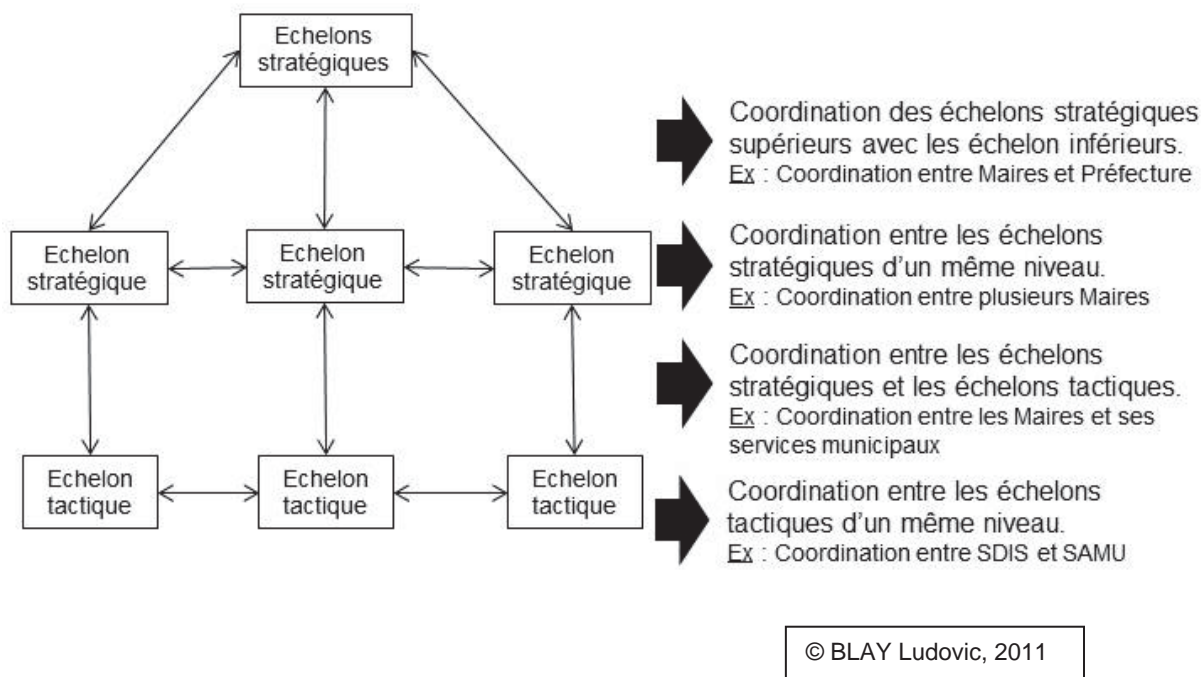 Echelons
stratégiques
Coordination des échelons stratégiques
supérieurs avec les échelon inférieurs.
Ex : Coordination entre Maires et Préfecture
Echelon
stratégique
Echelon
stratégique
Echelon
stratégique
Coordination entre les échelons
stratégiques d’un même niveau.
Ex : Coordination entre plusieurs Maires
Coordination entre les échelons
stratégiques et les échelons tactiques.
Ex : Coordination entre les Maires et ses
services municipaux
Echelon
tactique
Echelon
tactique
Echelon
tactique
Coordination entre les échelons
tactiques d’un même niveau.
Ex : Coordination entre SDIS et SAMU
© BLAY Ludovic, 2011